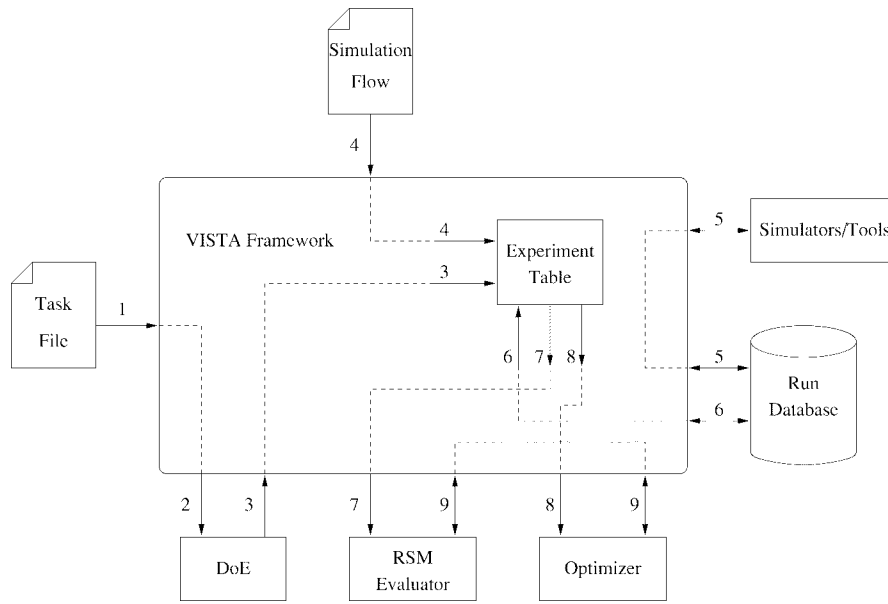 Simulation
Flow
4
VISTA Framework
4
5
Simulators/Tools
Experiment
Table
3
Task
File
1
6
7
8
5
Run
Database
6
2
3
7
9
8
9
DoE
RSM
Evaluator
Optimizer